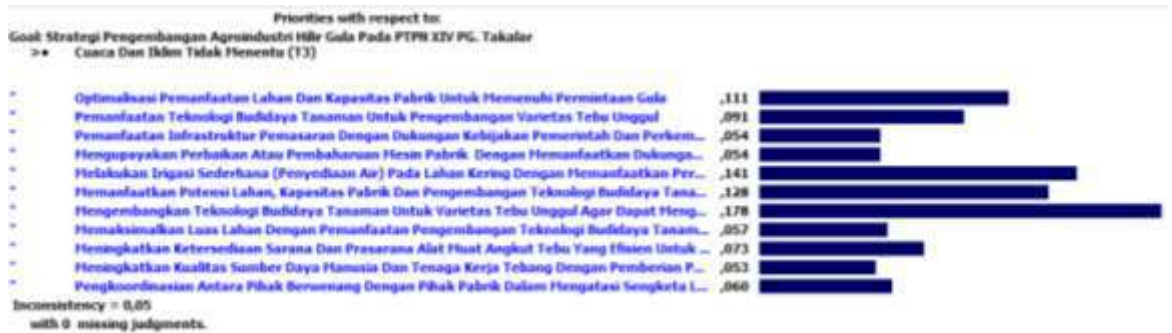 Priorities with respect to:
Goal: Strategi Pengembangan Agroindustri Hilir Gula Pada PTPN XIV PG. Takalar
>• Cuaca Dan Iklim Tidak Menentu (T3)
Optimalisasi Pemanfaatan Lahan Dan Kapasitas Pabrik Untuk Memenuhi Permintaan Gula ,111
Pemanfaatan Teknologi Budidaya Tanaman Untuk Pengembangan Varietas Tebu Unggul ,091
Pemanfaatan Infrastruktur Pemasaran Dengan Dukungan Kebijakan Pemerintah Dan Perkem... ,054
Mengupayakan Perbaikan Atau Pembaharuan Mesin Pabrik Dengan Memanfaatkan Dukunga... ,054
Melakukan Irigasi Sederhana (Penyediaan Air) Pada Lahan Kering Dengan Memanfaatkan Per... ,141
Memanfaatkan Potensi Lahan, Kapasitas Pabrik Dan Pengembangan Teknologi Budidaya Tana... ,128
Mengembangkan Teknologi Budidaya Tanaman Untuk Varietas Tebu Unggul Agar Dapat Meng... ,178
Memaksimalkan Luas Lahan Dengan Pemanfaatan Pengembangan Teknologi Budidaya Tanam... ,057
Meningkatkan Ketersediaan Sarana Dan Prasarana Alat Muat Angkut Tebu Yang Efisien Untuk ... ,073
Meningkatkan Kualitas Sumber Daya Manusia Dan Tenaga Kerja Tebang Dengan Pemberian P... ,053
Pengkoordinasian Antara Pihak Berwenang Dengan Pihak Pabrik Dalam Mengatasi Sengketa L... ,060
Inconsistency = 0,05
with 0 missing judgments.